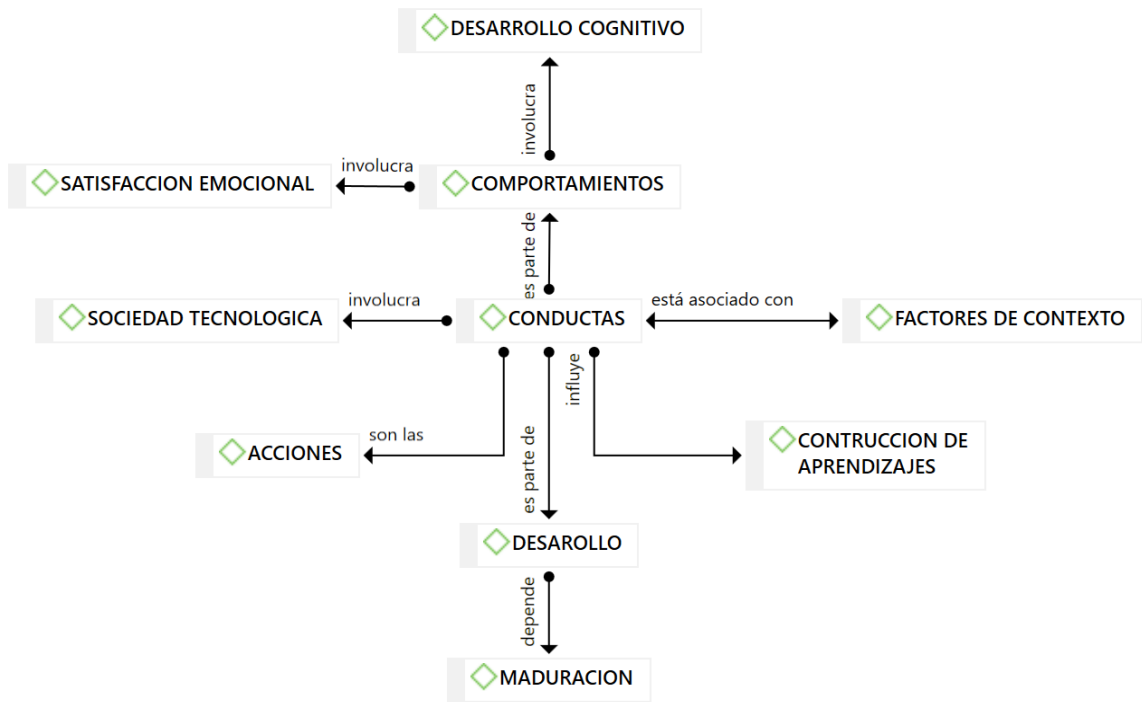 DESARROLLO COGNITIVO
involucra
involucra
SATISFACCION EMOCIONAL
COMPORTAMIENTOS
es parte de
involucra
está asociado con
SOCIEDAD TECNOLOGICA
CONDUCTAS
FACTORES DE CONTEXTO
influye
son las
ACCIONES
es parte de
CONTRUCCION DE
APRENDIZAJES
DESAROLLO
depende
MADURACION